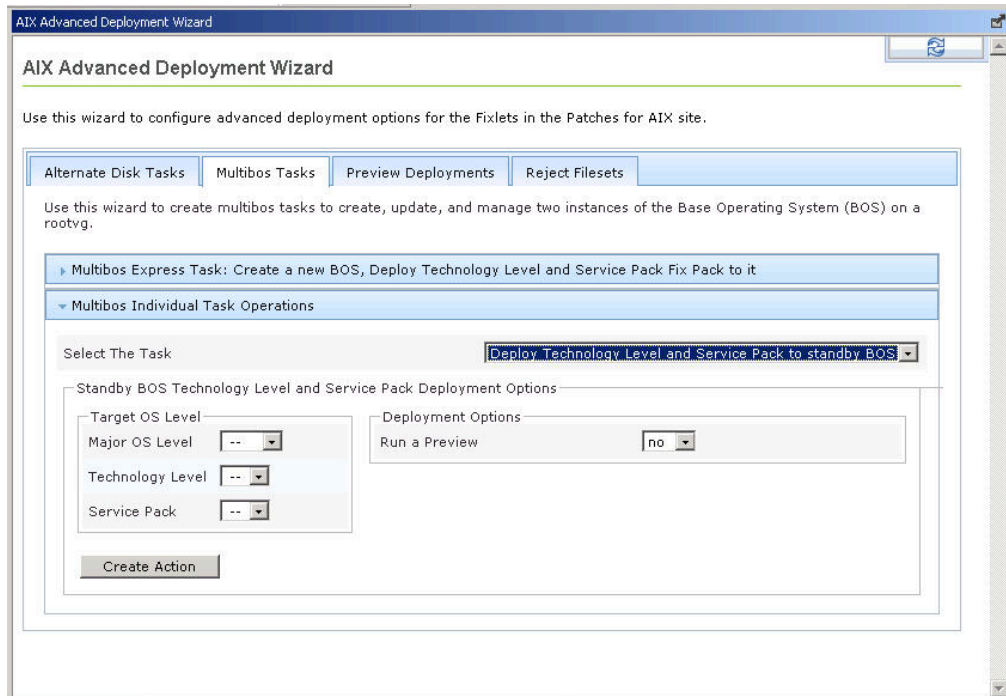 AIX Advanced Deployment Wizard
AIX Advanced Deployment Wizard
Use this wizard to configure advanced deployment options for the Fixlets in the Patches for AIX site.
Alternate Disk Tasks Multibos Tasks Preview Deployments Reject Filesets
Use this wizard to create multibos tasks to create, update, and manage two instances of the Base Operating System (BOS) on a
rootvg.
Multibos Express Task: Create a new BOS, Deploy Technology Level and Service Pack Fix Pack to it
Multibos Individual Task Operations
Select The Task Deploy Technology Level and Service Pack to standby BOS
Standby BOS Technology Level and Service Pack Deployment Options
Target OS Level Deployment Options
Major OS Level -- Run a Preview no
Technology Level --
Service Pack --
Create Action